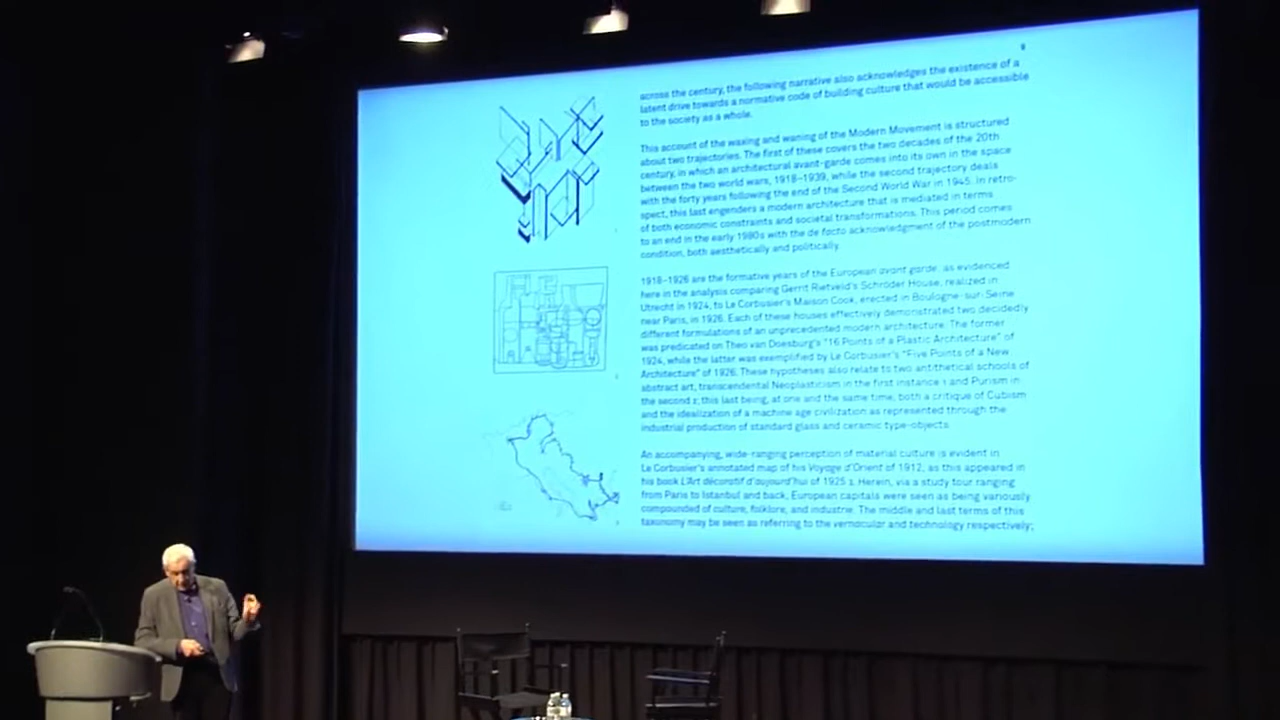 8
across the century, the following narrative also acknowledges the existence of a
latent drive towards a normative code of building culture that would be accessible
to the society as a whole.
This account of the waxing and waning of the Modern Movement is structured
about two trajectories. The first of these covers the two decades of the 20th
century, in which an architectural avant-garde comes into its own in the space
between the two world wars, 1918–1939, while the second trajectory deals
with the forty years following the end of the Second World War in 1945. In retro-
spect, this last engenders a modern architecture that is mediated in terms
of both economic constraints and societal transformations. This period comes
to an end in the early 1980s with the de facto acknowledgment of the postmodern
condition, both aesthetically and politically.
1918–1926 are the formative years of the European avant garde, as evidenced
here in the analysis comparing Gerrit Rietveld's Schröder House, realized in
Utrecht in 1924, to Le Corbusier's Maison Cook, erected in Boulogne-sur-Seine
near Paris, in 1926. Each of these houses effectively demonstrated two decidedly
different formulations of an unprecedented modern architecture. The former
was predicated on Theo van Doesburg's "16 Points of a Plastic Architecture" of
1924, while the latter was exemplified by Le Corbusier's "Five Points of a New
Architecture" of 1926. These hypotheses also relate to two antithetical schools of
abstract art, transcendental Neoplasticism in the first instance 1 and Purism in
the second 2; this last being, at one and the same time, both a critique of Cubism
and the idealization of a machine age civilization as represented through the
industrial production of standard glass and ceramic type-objects.
An accompanying, wide-ranging perception of material culture is evident in
Le Corbusier's annotated map of his Voyage d'Orient of 1912, as this appeared in
his book L'Art décoratif d'aujourd'hui of 1925 3. Herein, via a study tour ranging
from Paris to Istanbul and back, European capitals were seen as being variously
compounded of culture, folklore, and industrie. The middle and last terms of this
taxonomy may be seen as referring to the vernacular and technology respectively;